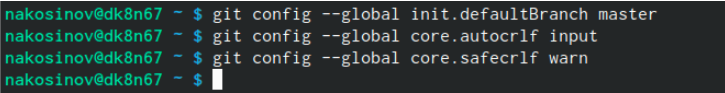 nakosinov@dk8n67 ~ $ git config --global init.defaultBranch master
nakosinov@dk8n67 ~ $ git config --global core.autocrlf input
nakosinov@dk8n67 ~ $ git config --global core.safecrlf warn
nakosinov@dk8n67 ~ $